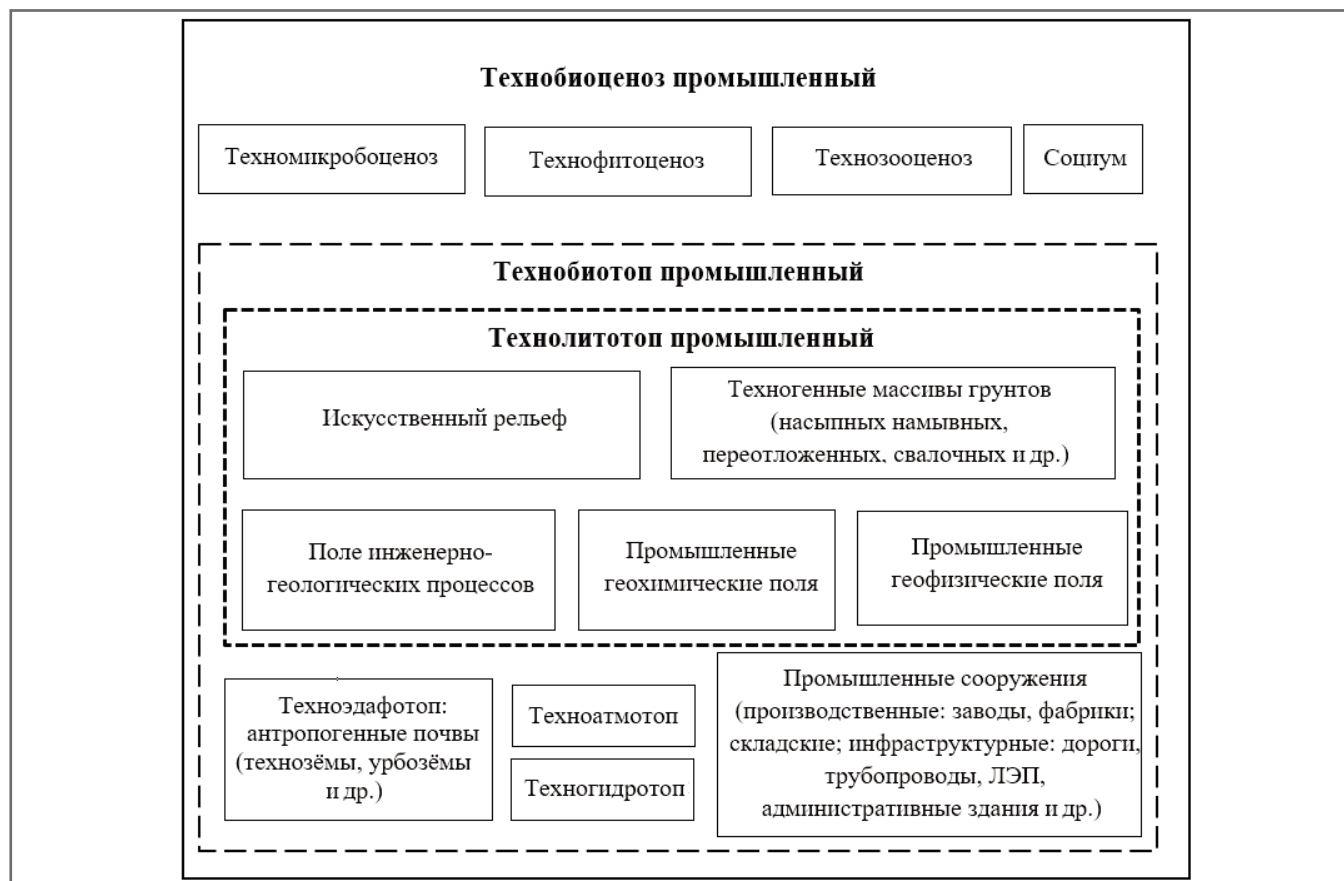 Технобиоценоз промышленный
Техномикробоценоз
Технофитоценоз
Технозооценоз
Социум
Технобиотоп промышленный
Технолитотоп промышленный
Искусственный рельеф
Техногенные массивы грунтов
(насыпных намывных,
переотложенных, свалочных и др.)
Поле инженерно-
геологических процессов
Промышленные
геохимические поля
Промышленные
геофизические поля
Техноэдафотоп:
антропогенные почвы
(технозёмы, урбозёмы
и др.)
Техноатмотоп
Техногидротоп
Промышленные сооружения
(производственные: заводы, фабрики;
складские; инфраструктурные: дороги,
трубопроводы, ЛЭП,
административные здания и др.)